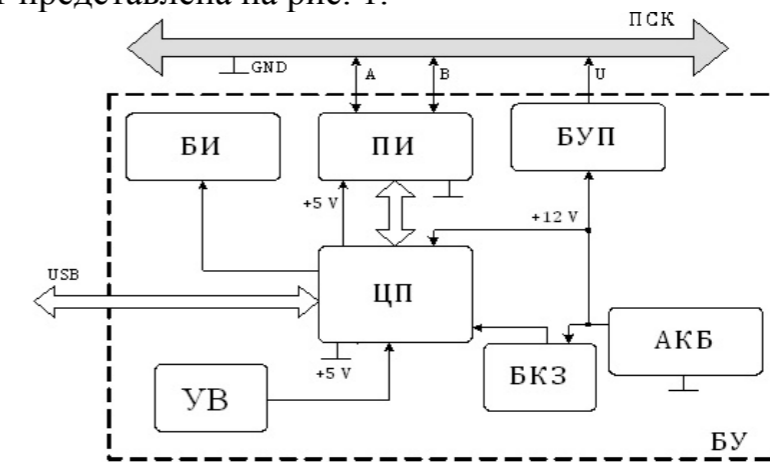 представлена на рис. 1.
ПСК
GND
A
B
U
БИ
ПИ
БУП
+5 V
+12 V
USB
ЦП
АКБ
+5 V
БКЗ
УВ
БУ